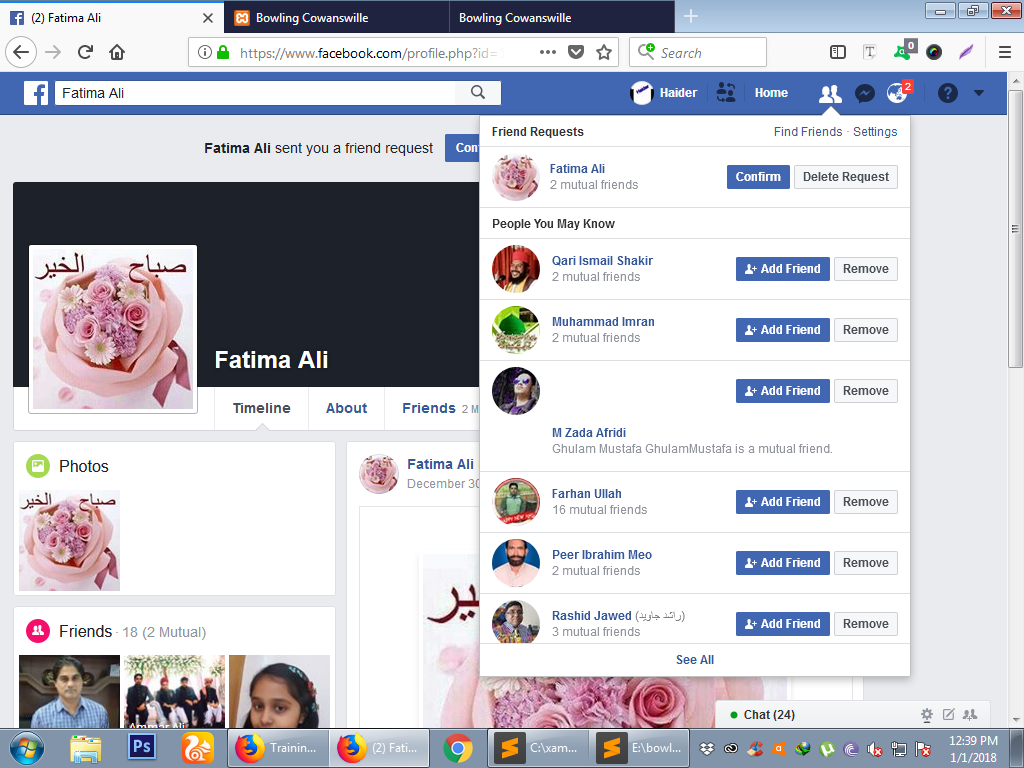 (2) Fatima Ali
Bowling Cowanswille
Bowling Cowanswille
https://www.facebook.com/profile.php?id=
Search
0
Fatima Ali
Haider
Home
2
Fatima Ali sent you a friend request
Friend Requests
Find Friends · Settings
Fatima Ali
2 mutual friends
Confirm
Delete Request
People You May Know
Qari Ismail Shakir
2 mutual friends
Add Friend
Remove
Muhammad Imran
2 mutual friends
Add Friend
Remove
Add Friend
Remove
M Zada Afridi
Ghulam Mustafa GhulamMustafa is a mutual friend.
Farhan Ullah
16 mutual friends
Add Friend
Remove
Peer Ibrahim Meo
2 mutual friends
Add Friend
Remove
Rashid Jawed (راشد جاوید)
3 mutual friends
Add Friend
Remove
See All
صباح الخير
Fatima Ali
Timeline
About
Friends 2 M
Photos
صباح الخير
Fatima Ali
December 30
Friends · 18 (2 Mutual)
Ammar Ali
Chat (24)
Ps
Trainin...
(2) Fati...
C:\xam...
E:\bowl...
12:39 PM
1/1/2018